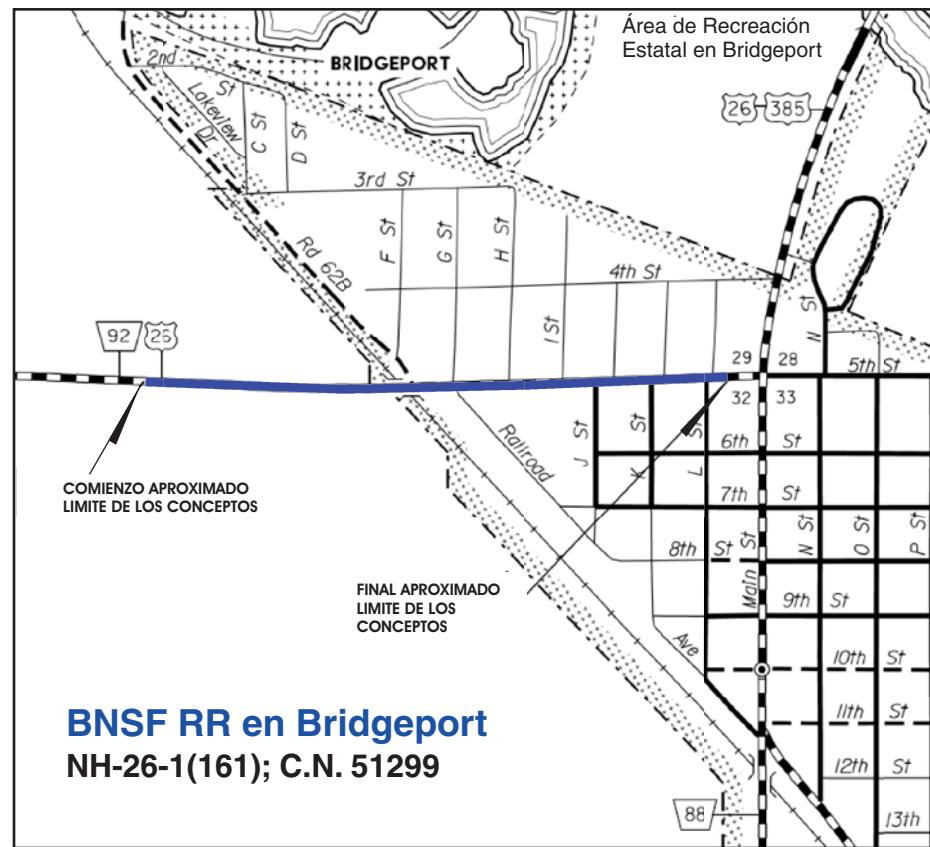 Área de Recreación
Estatal en Bridgeport
BRIDGEPORT
2nd St
Lakeview Dr
C St
D St
26 385
3rd St
Rd 62B
F St
G St
H St
I St
4th St
N St
92 26
29 28
5th St
32 33
COMIENZO APROXIMADO
LIMITE DE LOS CONCEPTOS
Railroad Ave
J St
K St
L St
6th St
7th St
8th St
Main St
N St
O St
P St
9th St
FINAL APROXIMADO
LIMITE DE LOS
CONCEPTOS
10th St
11th St
12th St
13th
88
BNSF RR en Bridgeport
NH-26-1(161); C.N. 51299